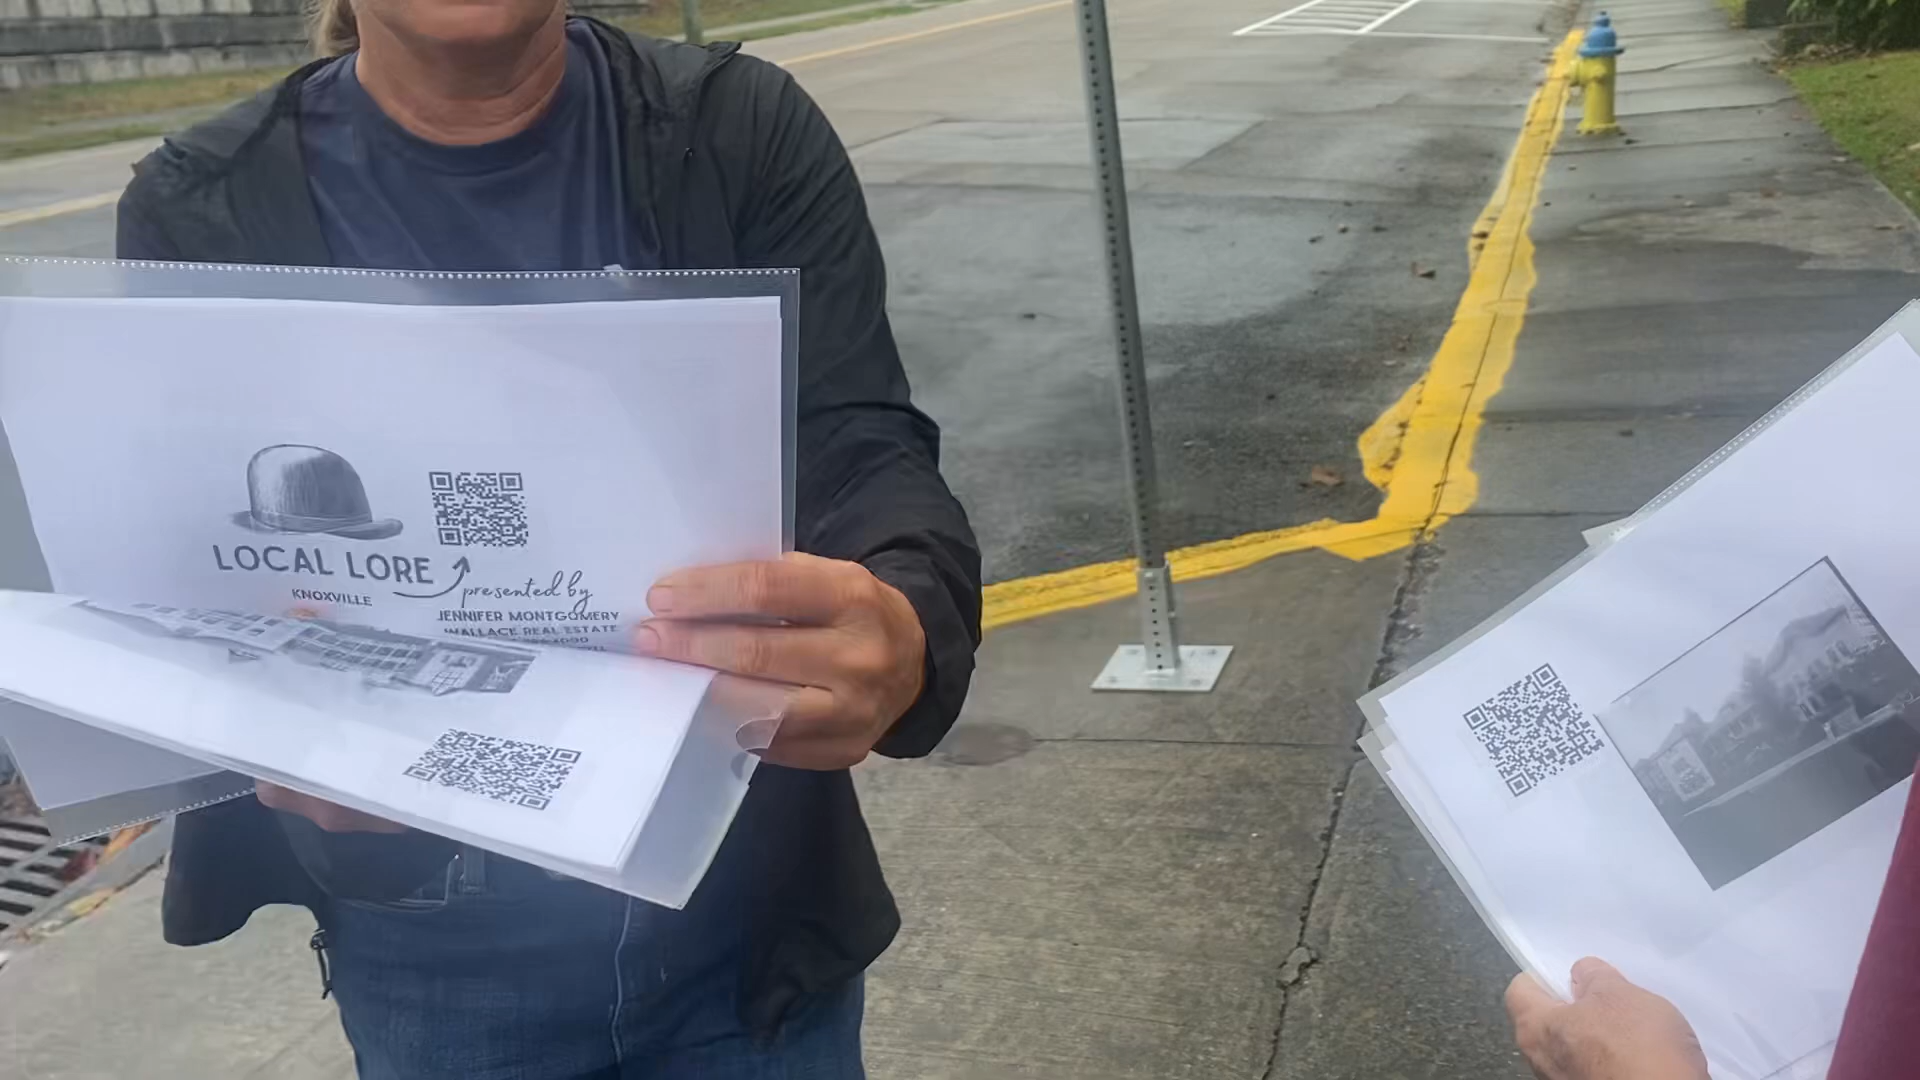 LOCAL LORE
KNOXVILLE
presented by
JENNIFER MONTGOMERY
WALLACE REAL ESTATE